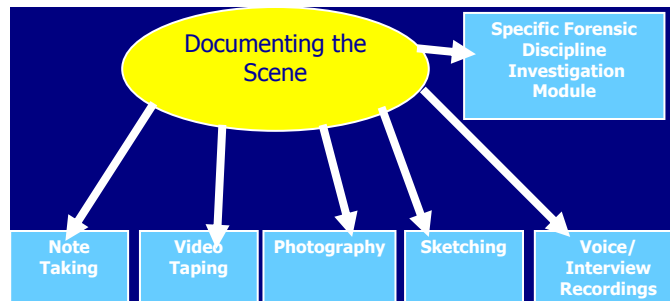 Documenting the
Scene
Specific Forensic
Discipline
Investigation
Module
Note
Taking
Video
Taping
Photography
Sketching
Voice/
Interview
Recordings